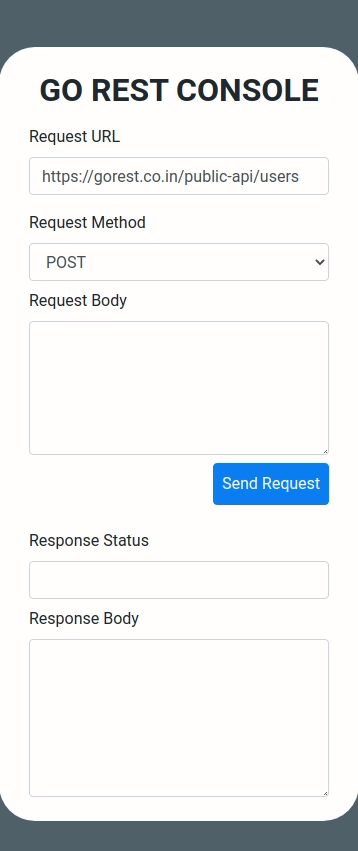 GO REST CONSOLE
Request URL
https://gorest.co.in/public-api/users
Request Method
POST
Request Body
Send Request
Response Status
Response Body